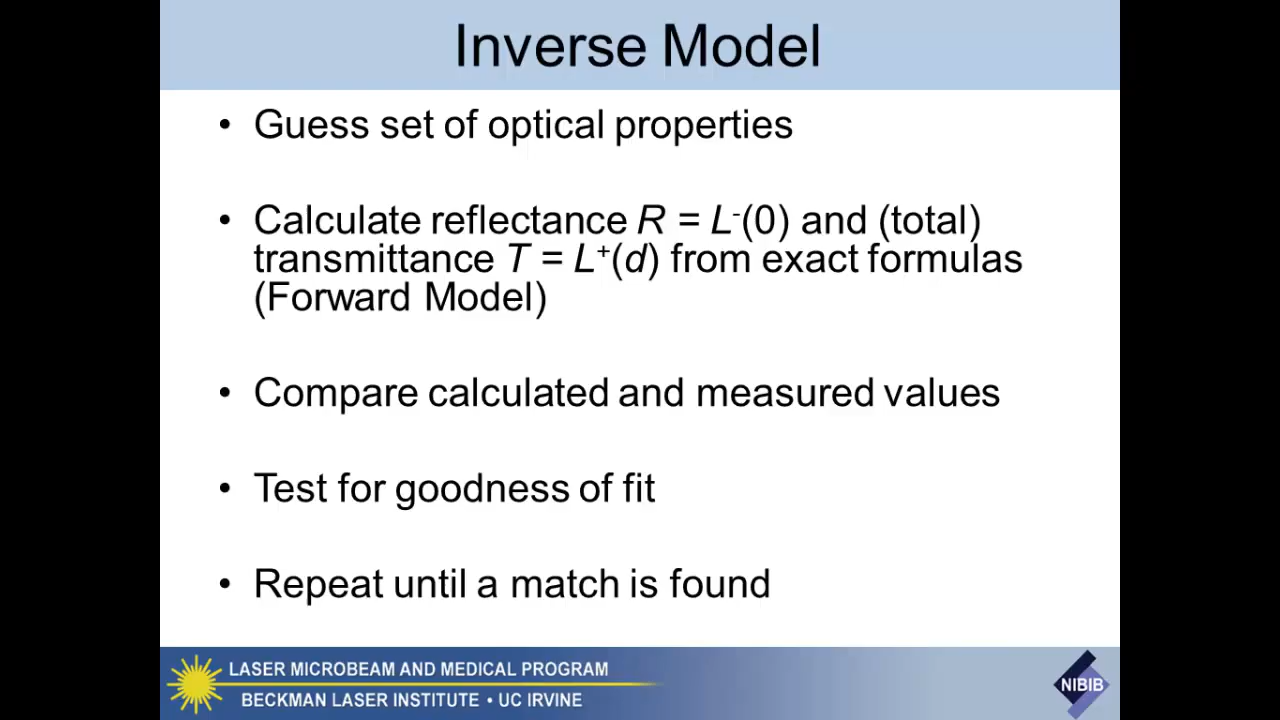 Inverse Model
• Guess set of optical properties
• Calculate reflectance R = L⁻(0) and (total)
transmittance T = L⁺(d) from exact formulas
(Forward Model)
• Compare calculated and measured values
• Test for goodness of fit
• Repeat until a match is found
LASER MICROBEAM AND MEDICAL PROGRAM
BECKMAN LASER INSTITUTE • UC IRVINE
NIBIB